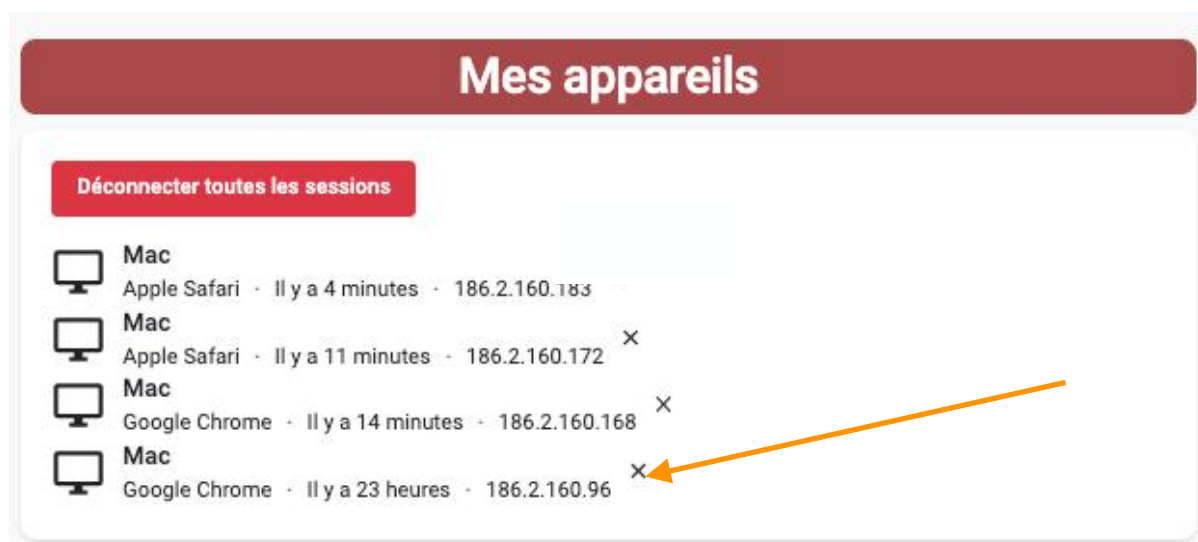 Mes appareils
Déconnecter toutes les sessions
Mac
Apple Safari · Il y a 4 minutes · 186.2.160.183
Mac
Apple Safari · Il y a 11 minutes · 186.2.160.172
Mac
Google Chrome · Il y a 14 minutes · 186.2.160.168
Mac
Google Chrome · Il y a 23 heures · 186.2.160.96